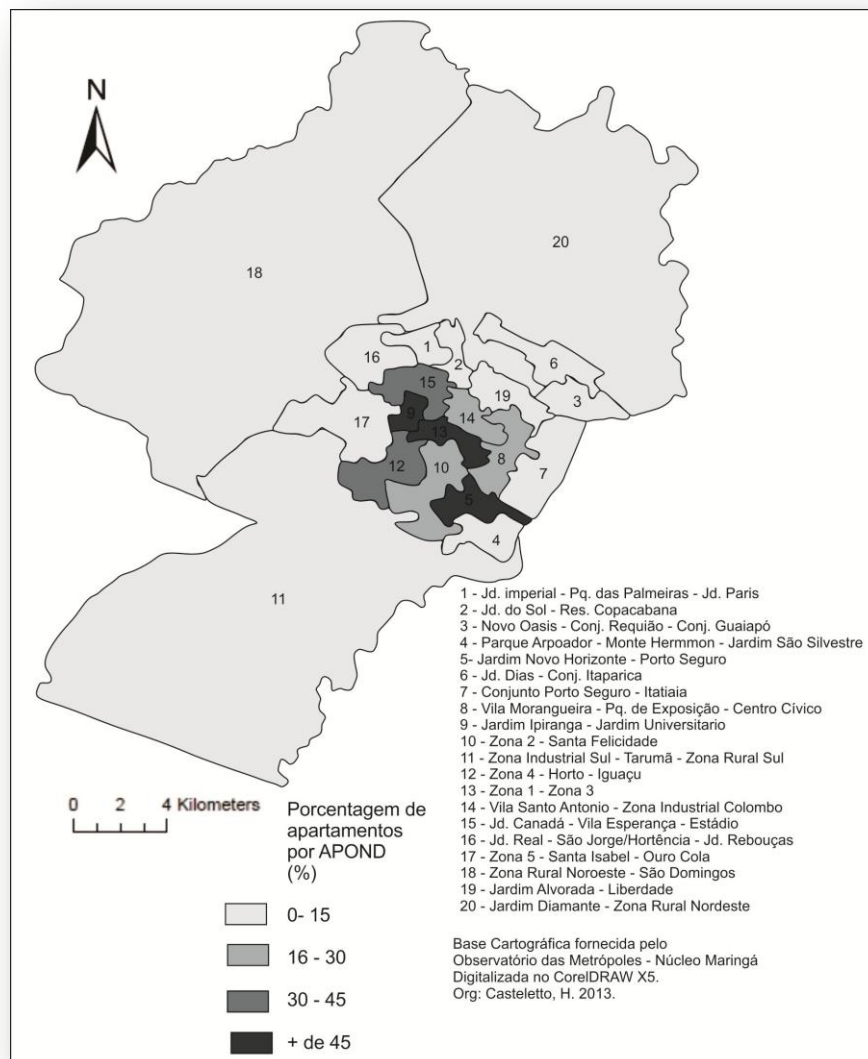 N
18
20
1
2
16
6
15
19
3
9
14
17
13
12
10
8
7
5
4
11
1 - Jd. imperial - Pq. das Palmeiras - Jd. Paris
2 - Jd. do Sol - Res. Copacabana
3 - Novo Oasis - Conj. Requião - Conj. Guaiapó
4 - Parque Arpoador - Monte Hermmon - Jardim São Silvestre
5- Jardim Novo Horizonte - Porto Seguro
6 - Jd. Dias - Conj. Itaparica
7 - Conjunto Porto Seguro - Itatiaia
8 - Vila Morangueira - Pq. de Exposição - Centro Cívico
9 - Jardim Ipiranga - Jardim Universitario
10 - Zona 2 - Santa Felicidade
11 - Zona Industrial Sul - Tarumã - Zona Rural Sul
12 - Zona 4 - Horto - Iguaçu
13 - Zona 1 - Zona 3
14 - Vila Santo Antonio - Zona Industrial Colombo
15 - Jd. Canadá - Vila Esperança - Estádio
16 - Jd. Real - São Jorge/Hortência - Jd. Rebouças
17 - Zona 5 - Santa Isabel - Ouro Cola
18 - Zona Rural Noroeste - São Domingos
19 - Jardim Alvorada - Liberdade
20 - Jardim Diamante - Zona Rural Nordeste
0 2 4 Kilometers
Porcentagem de
apartamentos
por APOND
(%)
0- 15
16 - 30
30 - 45
+ de 45
Base Cartográfica fornecida pelo
Observatório das Metrópoles - Núcleo Maringá
Digitalizada no CorelDRAW X5.
Org: Casteletto, H. 2013.